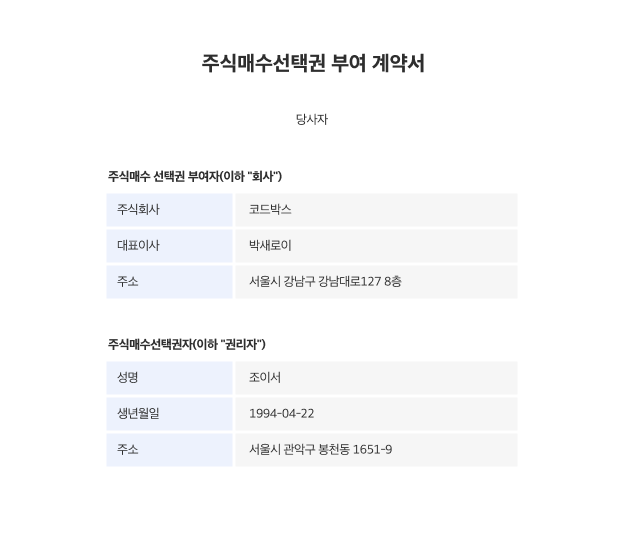 주식매수선택권 부여 계약서
당사자
주식매수 선택권 부여자(이하 "회사")
주식회사 코드박스
대표이사 박새로이
주소 서울시 강남구 강남대로127 8층
주식매수선택권자(이하 "권리자")
성명 조이서
생년월일 1994-04-22
주소 서울시 관악구 봉천동 1651-9